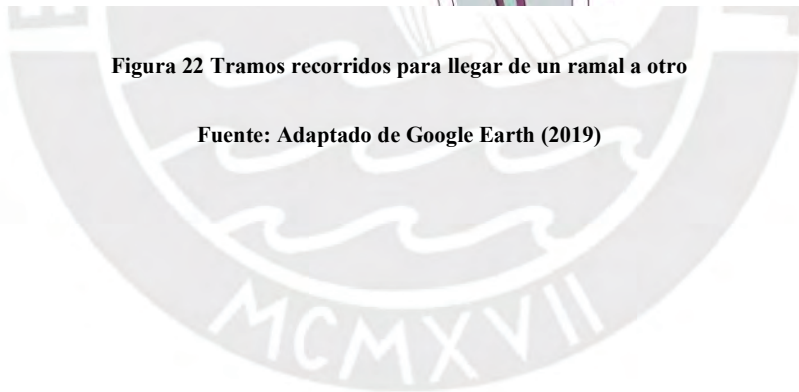 Figura 22 Tramos recorridos para llegar de un ramal a otro
Fuente: Adaptado de Google Earth (2019)
MCMXVII